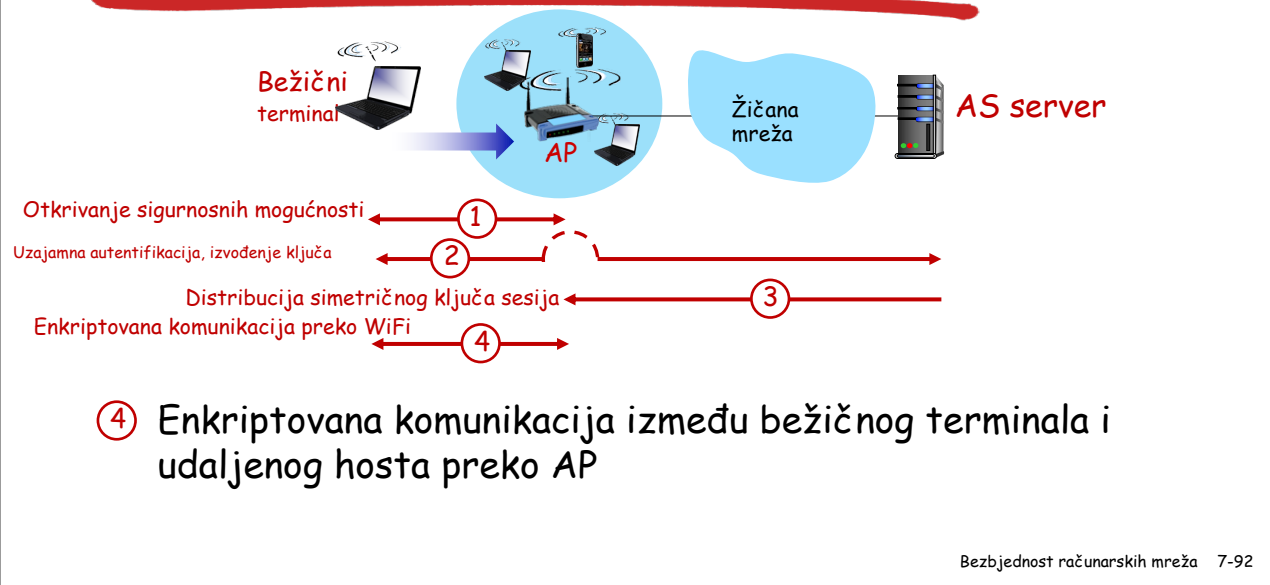 Bežični
terminal
AP
Žičana
mreža
AS server
Otkrivanje sigurnosnih mogućnosti
1
Uzajamna autentifikacija, izvođenje ključa
2
Distribucija simetričnog ključa sesija
3
Enkriptovana komunikacija preko WiFi
4
4 Enkriptovana komunikacija između bežičnog terminala i
udaljenog hosta preko AP
Bezbjednost računarskih mreža 7-92